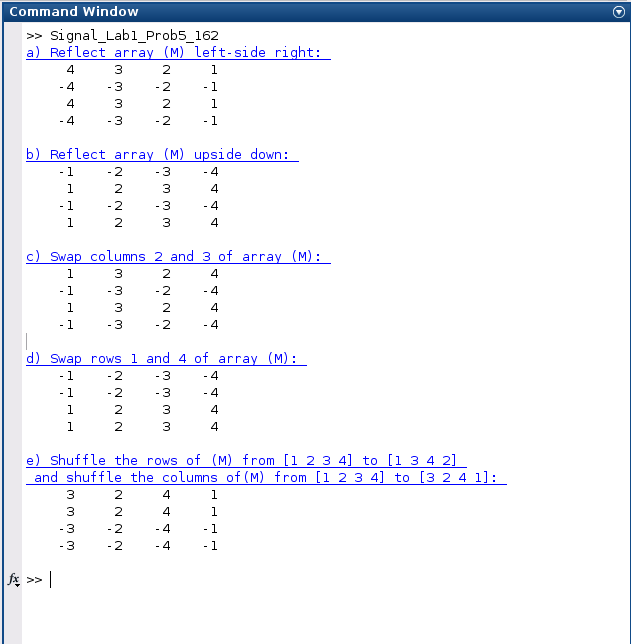 Command Window
>> Signal_Lab1_Prob5_162
a) Reflect array (M) left-side right:
4 3 2 1
-4 -3 -2 -1
4 3 2 1
-4 -3 -2 -1
b) Reflect array (M) upside down:
-1 -2 -3 -4
1 2 3 4
-1 -2 -3 -4
1 2 3 4
c) Swap columns 2 and 3 of array (M):
1 3 2 4
-1 -3 -2 -4
1 3 2 4
-1 -3 -2 -4
d) Swap rows 1 and 4 of array (M):
-1 -2 -3 -4
-1 -2 -3 -4
1 2 3 4
1 2 3 4
e) Shuffle the rows of (M) from [1 2 3 4] to [1 3 4 2]
and shuffle the columns of(M) from [1 2 3 4] to [3 2 4 1]:
3 2 4 1
3 2 4 1
-3 -2 -4 -1
-3 -2 -4 -1
fx >>